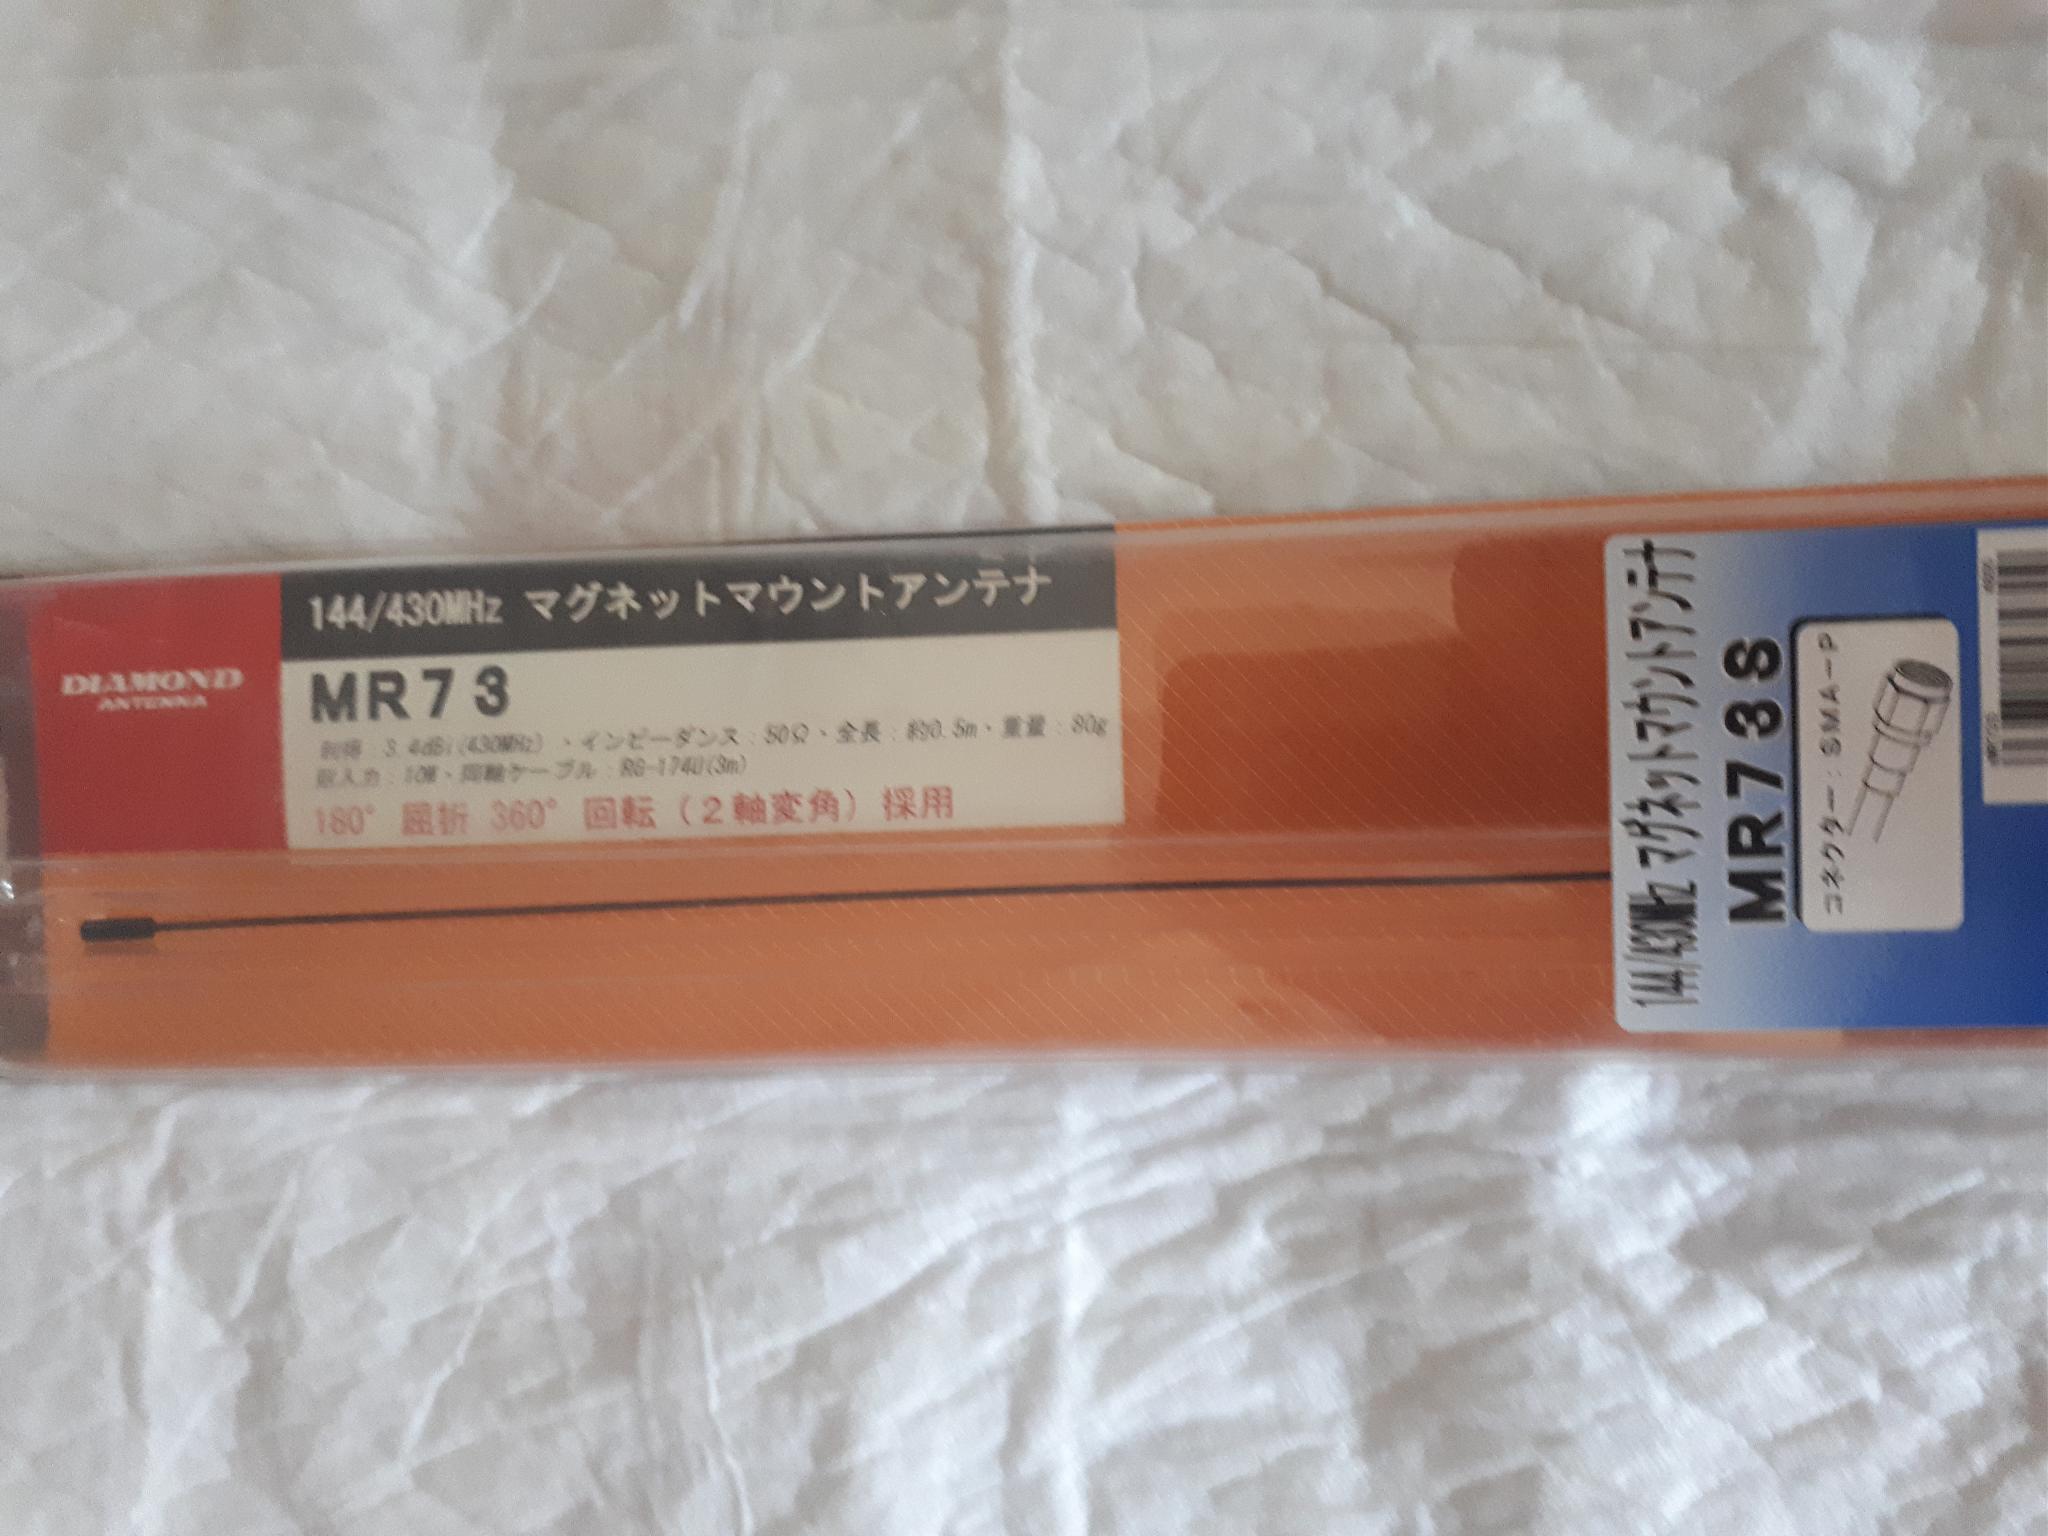 DIAMOND
ANTENNA
144/430MHz マグネットマウントアンテナ
MR73
利得：3.4dBi(430MHz)・インピーダンス：50Ω・全長：約0.5m・重量：80g
耐入力：10W・同軸ケーブル：RG-174U(3m)
180°屈折 360°回転（2軸変角）採用
144/430MHz マグネットマウントアンテナ
MR73S
コネクター：SMA-P